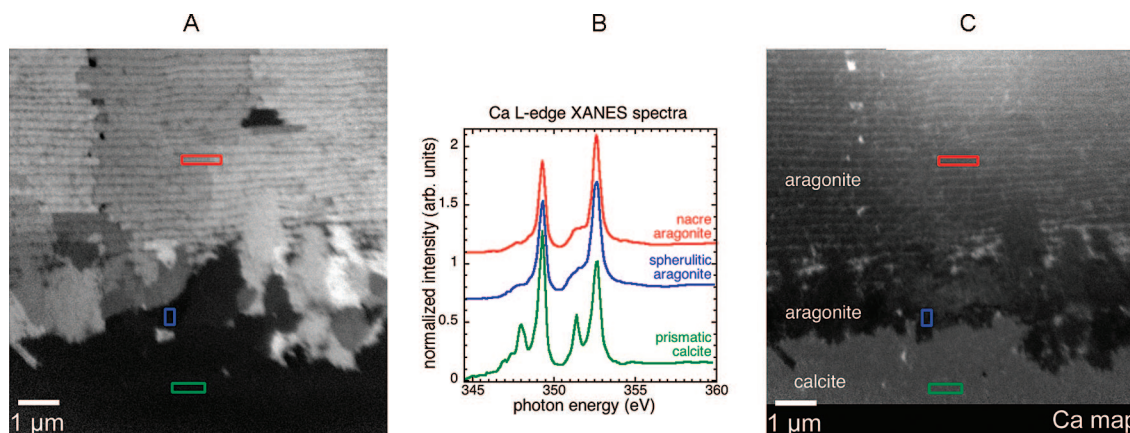 A
B
C
Ca L-edge XANES spectra
normalized intensity (arb. units)
2
1.5
1
0.5
0
nacre
aragonite
spherulitic
aragonite
prismatic
calcite
345
350
355
360
photon energy (eV)
aragonite
aragonite
calcite
1 µm
1 µm
Ca map